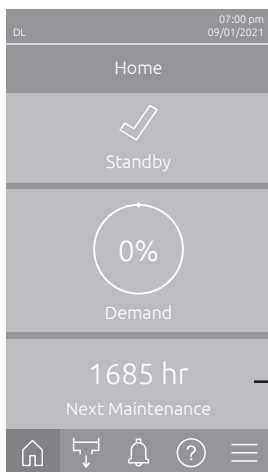 07:00 pm
DL 09/01/2021
Home
Standby
0%
Demand
1685 hr
Next Maintenance
?